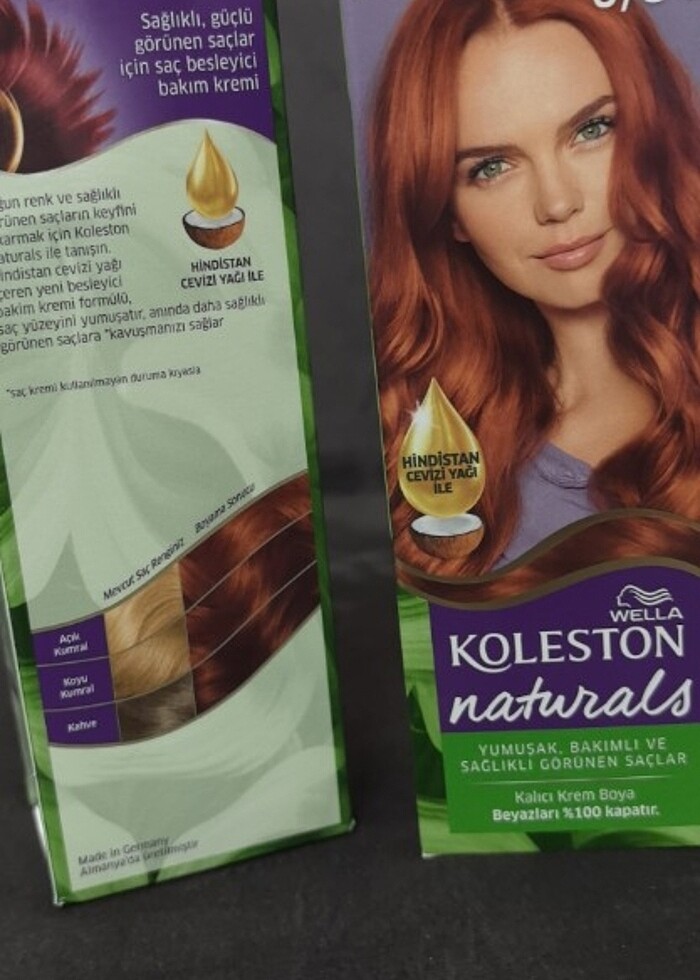 Sağlıklı, güçlü
görünen saçlar
için saç besleyici
bakım kremi
renk ve sağlıklı
saçların keyfini
için Koleston
ile tanışın.
cevizi yağı
yeni besleyici
bakım kremi formülü,
saç yüzeyini yumuşatır, anında daha sağlıklı
görünen saçlara *kavuşmanızı sağlar
HİNDİSTAN
CEVİZİ YAĞI İLE
*saç kremi kullanılmayan duruma kıyasla
Mevcut Saç Renginiz
Boyama Sonucu
Açık
Kumral
Koyu
Kumral
Kahve
Made in Germany
Almanya'da üretilmiştir
HİNDİSTAN
CEVİZİ YAĞI
İLE
WELLA
KOLESTON
naturals
YUMUŞAK, BAKIMLI VE
SAĞLIKLI GÖRÜNEN SAÇLAR
Kalıcı Krem Boya
Beyazları %100 kapatır.